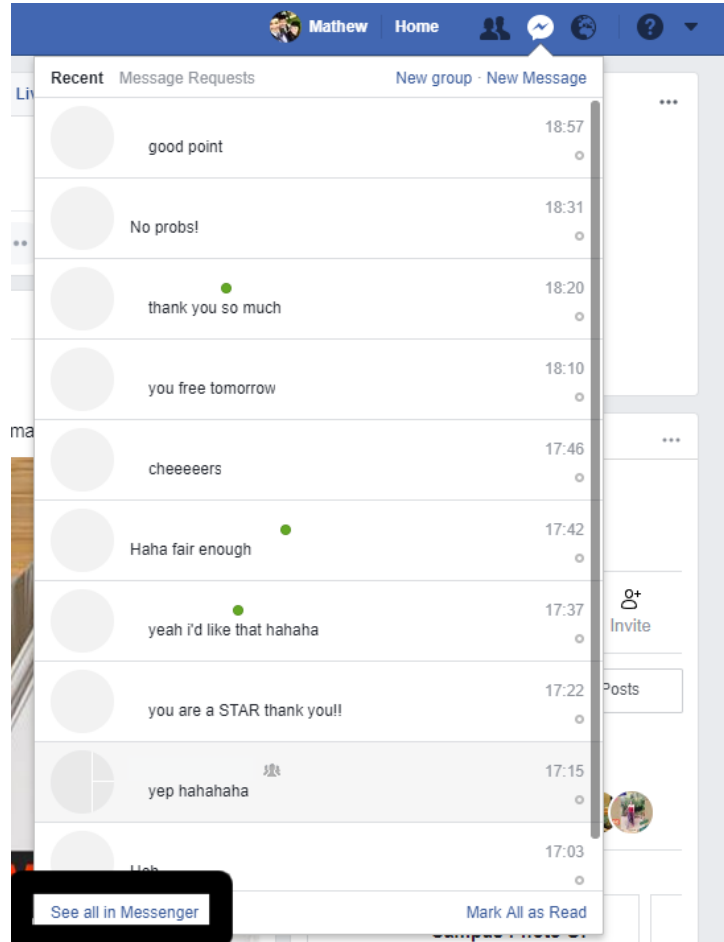 Mathew Home
Recent Message Requests New group · New Message
18:57
good point
18:31
No probs!
18:20
thank you so much
18:10
you free tomorrow
17:46
cheeeeers
17:42
Haha fair enough
17:37
yeah i'd like that hahaha
Invite
17:22
Posts
you are a STAR thank you!!
17:15
yep hahahaha
17:03
See all in Messenger Mark All as Read